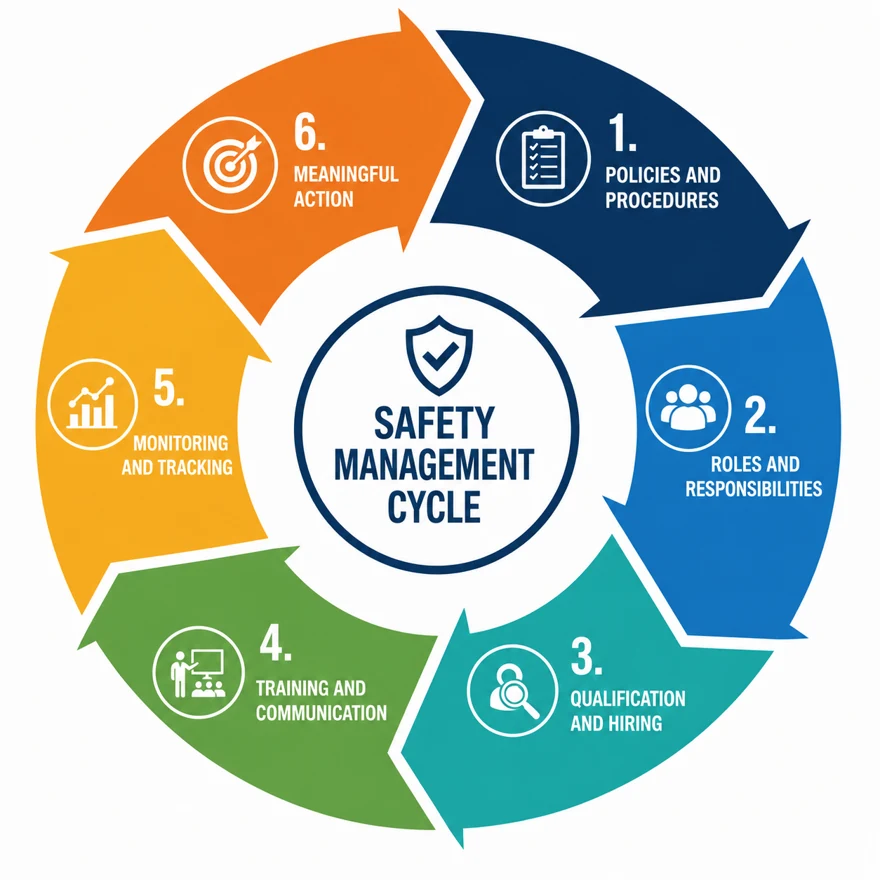 SAFETY
MANAGEMENT
CYCLE
1.
POLICIES AND
PROCEDURES
2.
ROLES AND
RESPONSIBILITIES
3.
QUALIFICATION
AND HIRING
4.
TRAINING AND
COMMUNICATION
5.
MONITORING
AND TRACKING
6.
MEANINGFUL
ACTION